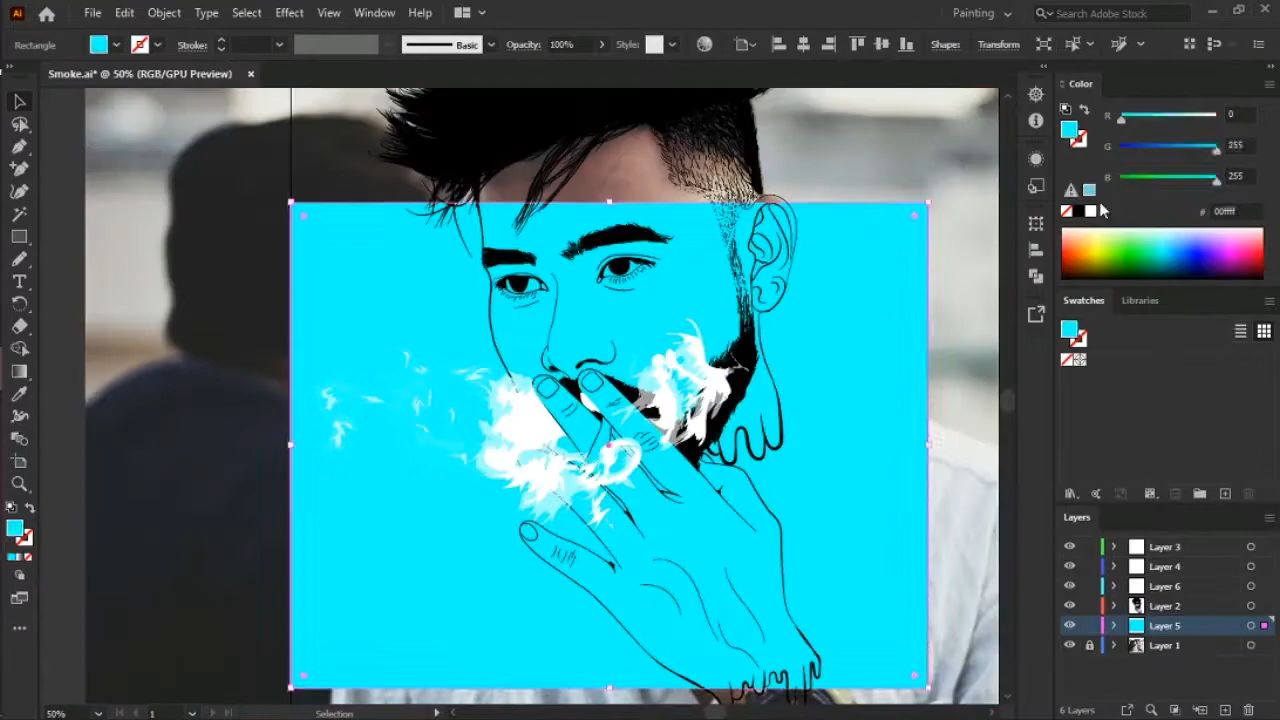 Ai File Edit Object Type Select Effect View Window Help Painting Search Adobe Stock
Rectangle Stroke: Basic Opacity: 100% Style: Shape: Transform
Smoke.ai* @ 50% (RGB/GPU Preview) ×
Color
R 0
G 255
B 255
# 00ffff
Swatches Libraries
Layers
Layer 3
Layer 4
Layer 6
Layer 2
Layer 5
Layer 1
50% 1 Selection 6 Layers